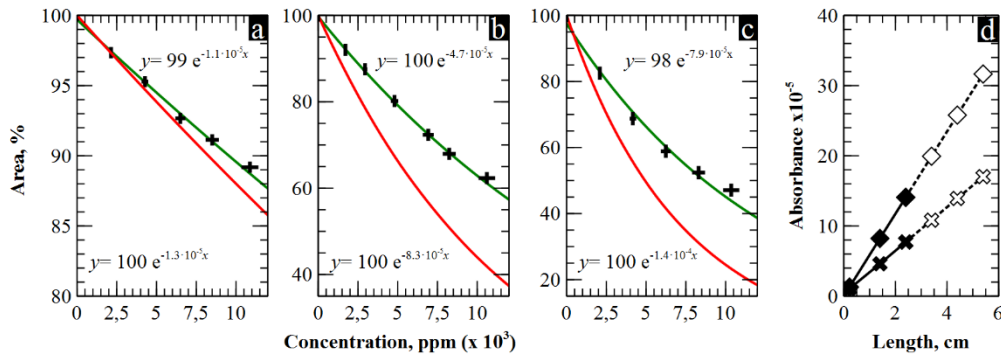 a
y= 99 e-1.1·10-5x
y= 100 e-1.3·10-5x
Area, %
100
95
90
85
80
0
2,5
5
7,5
10
b
y= 100 e-4.7·10-5x
y= 100 e-8.3·10-5x
100
80
60
40
0
2,5
5
7,5
10
Concentration, ppm (x 10³)
c
y= 98 e-7.9·10-5x
y= 100 e-1.4·10-4x
100
80
60
40
20
0
2,5
5
7,5
10
d
Absorbance x10-5
40
30
20
10
0
0
2
4
6
Length, cm